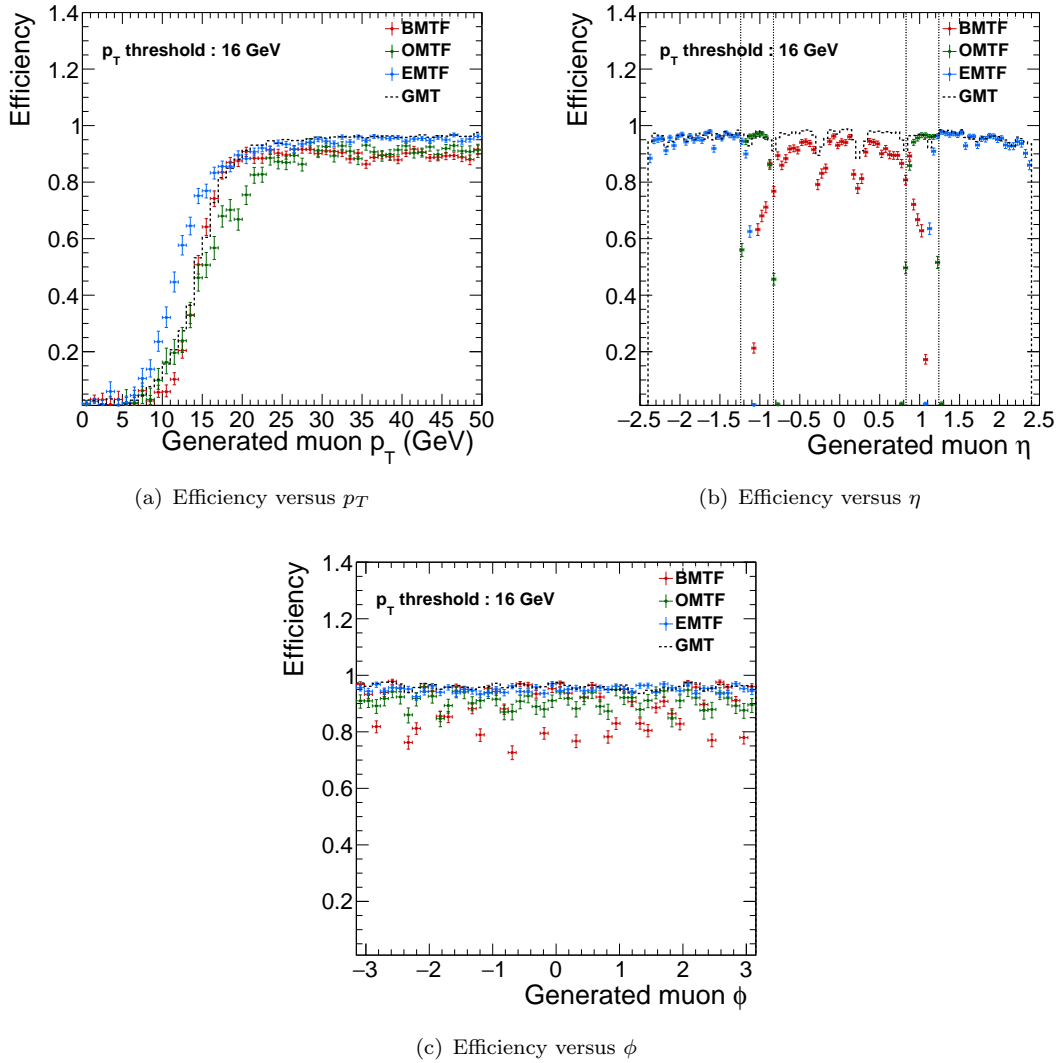 Efficiency
1.4
1.2
1
0.8
0.6
0.4
0.2
p_T threshold : 16 GeV
BMTF
OMTF
EMTF
GMT
0 5 10 15 20 25 30 35 40 45 50
Generated muon p_T (GeV)
(a) Efficiency versus p_T
Efficiency
1.4
1.2
1
0.8
0.6
0.4
0.2
p_T threshold : 16 GeV
BMTF
OMTF
EMTF
GMT
−2.5 −2 −1.5 −1 −0.5 0 0.5 1 1.5 2 2.5
Generated muon η
(b) Efficiency versus η
Efficiency
1.4
1.2
1
0.8
0.6
0.4
0.2
p_T threshold : 16 GeV
BMTF
OMTF
EMTF
GMT
−3 −2 −1 0 1 2 3
Generated muon ϕ
(c) Efficiency versus ϕ